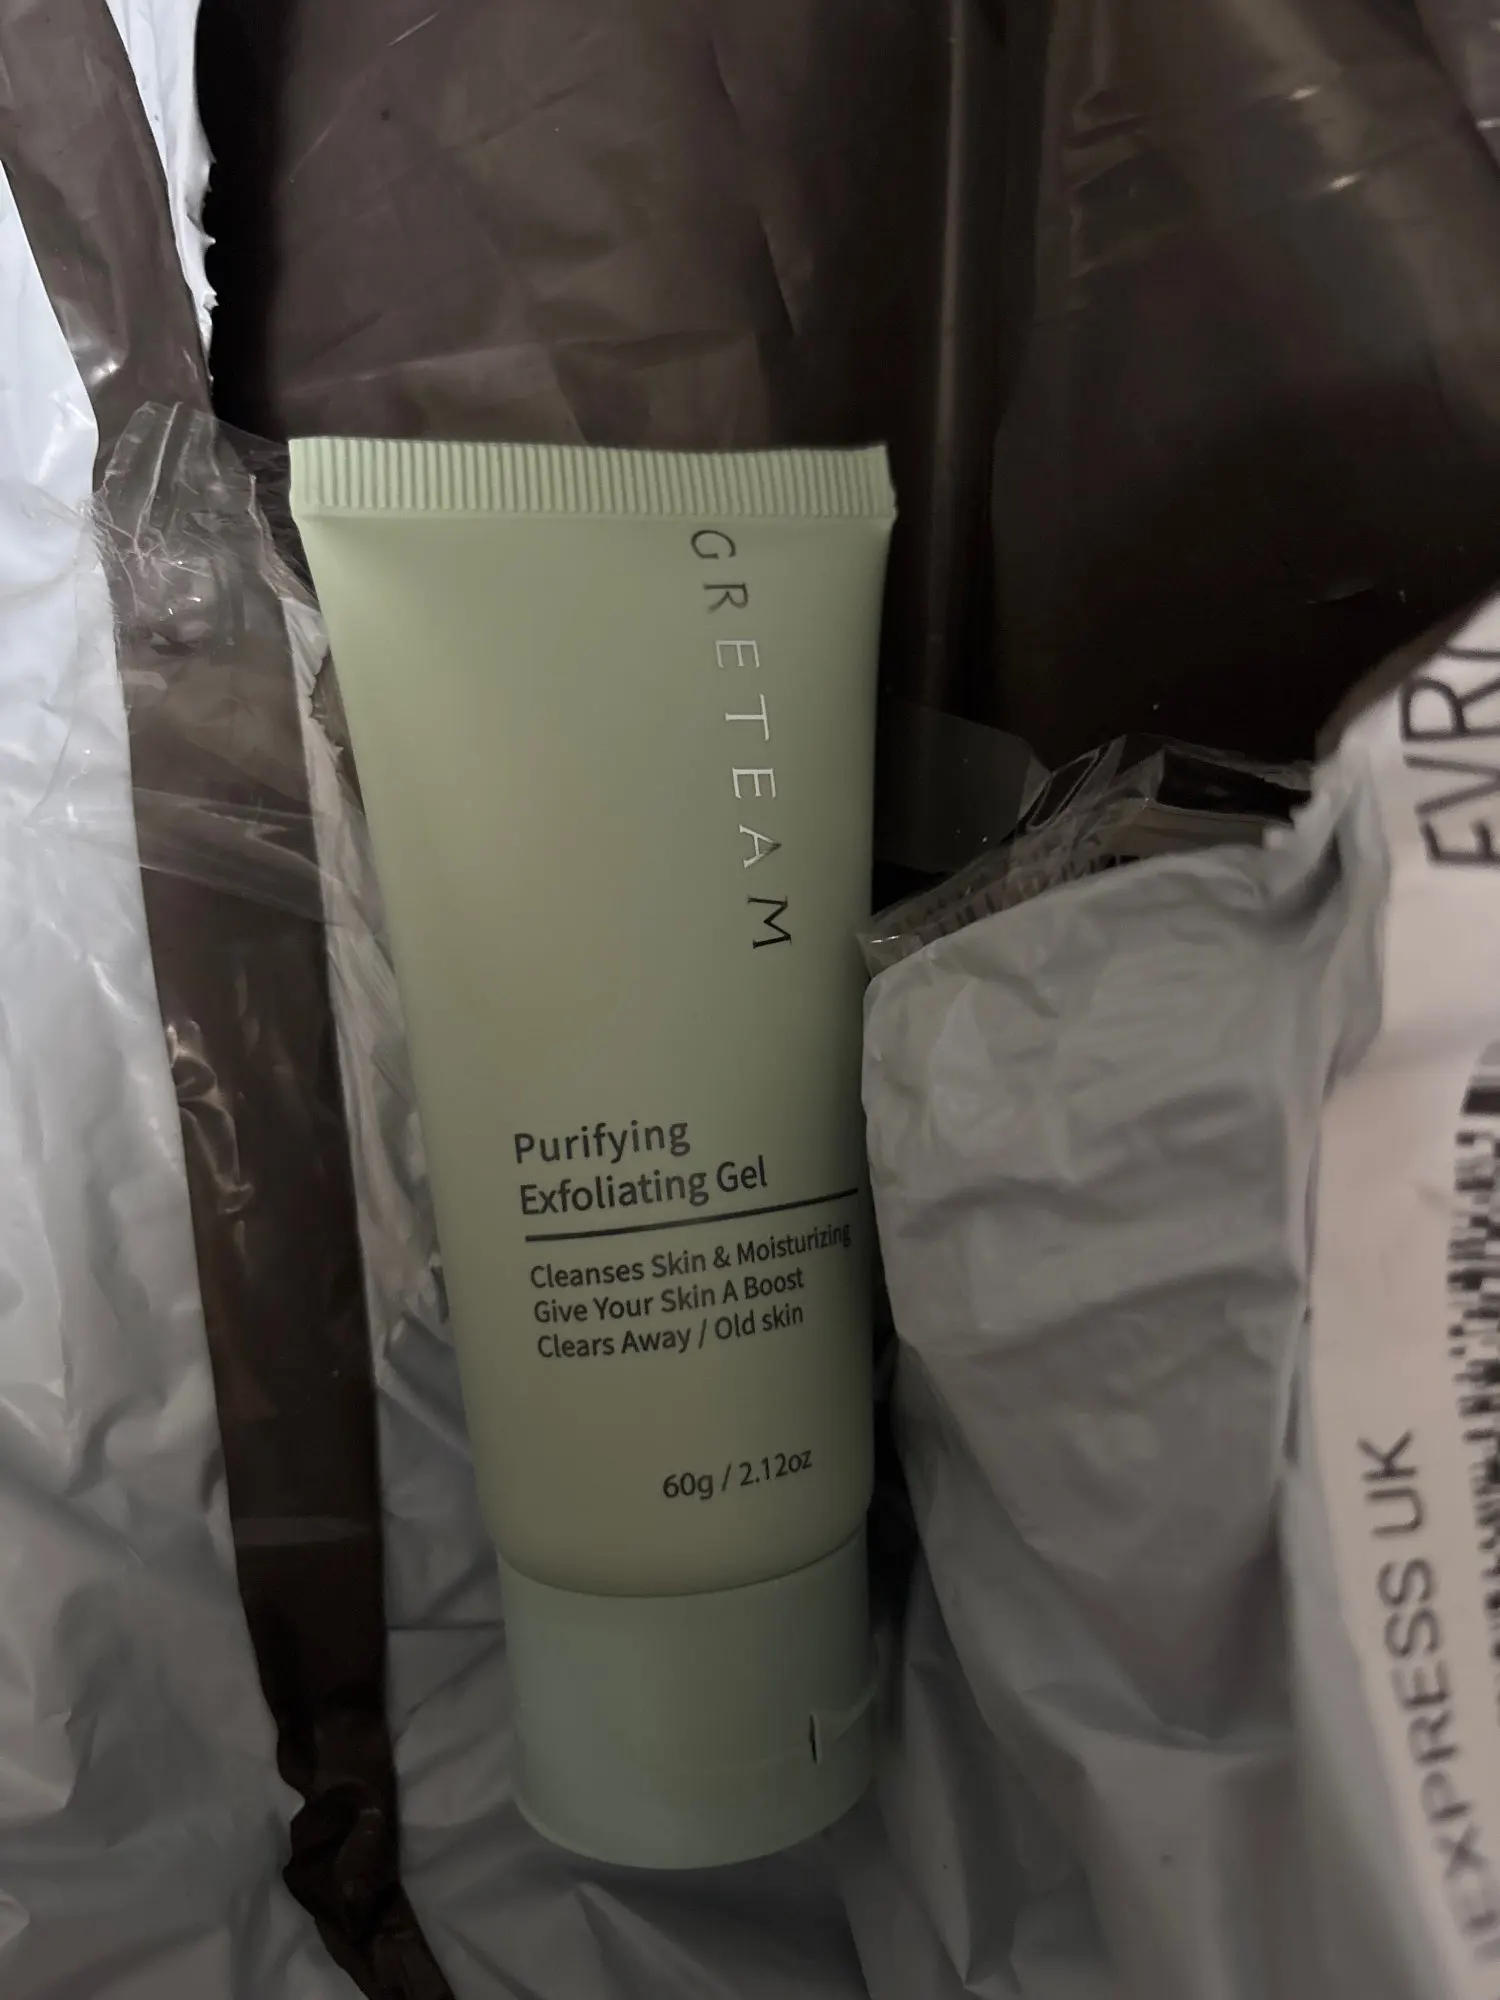 GRETEAM
Purifying
Exfoliating Gel
Cleanses Skin & Moisturizing
Give Your Skin A Boost
Clears Away / Old skin
60g / 2.12oz
EXPRESS UK